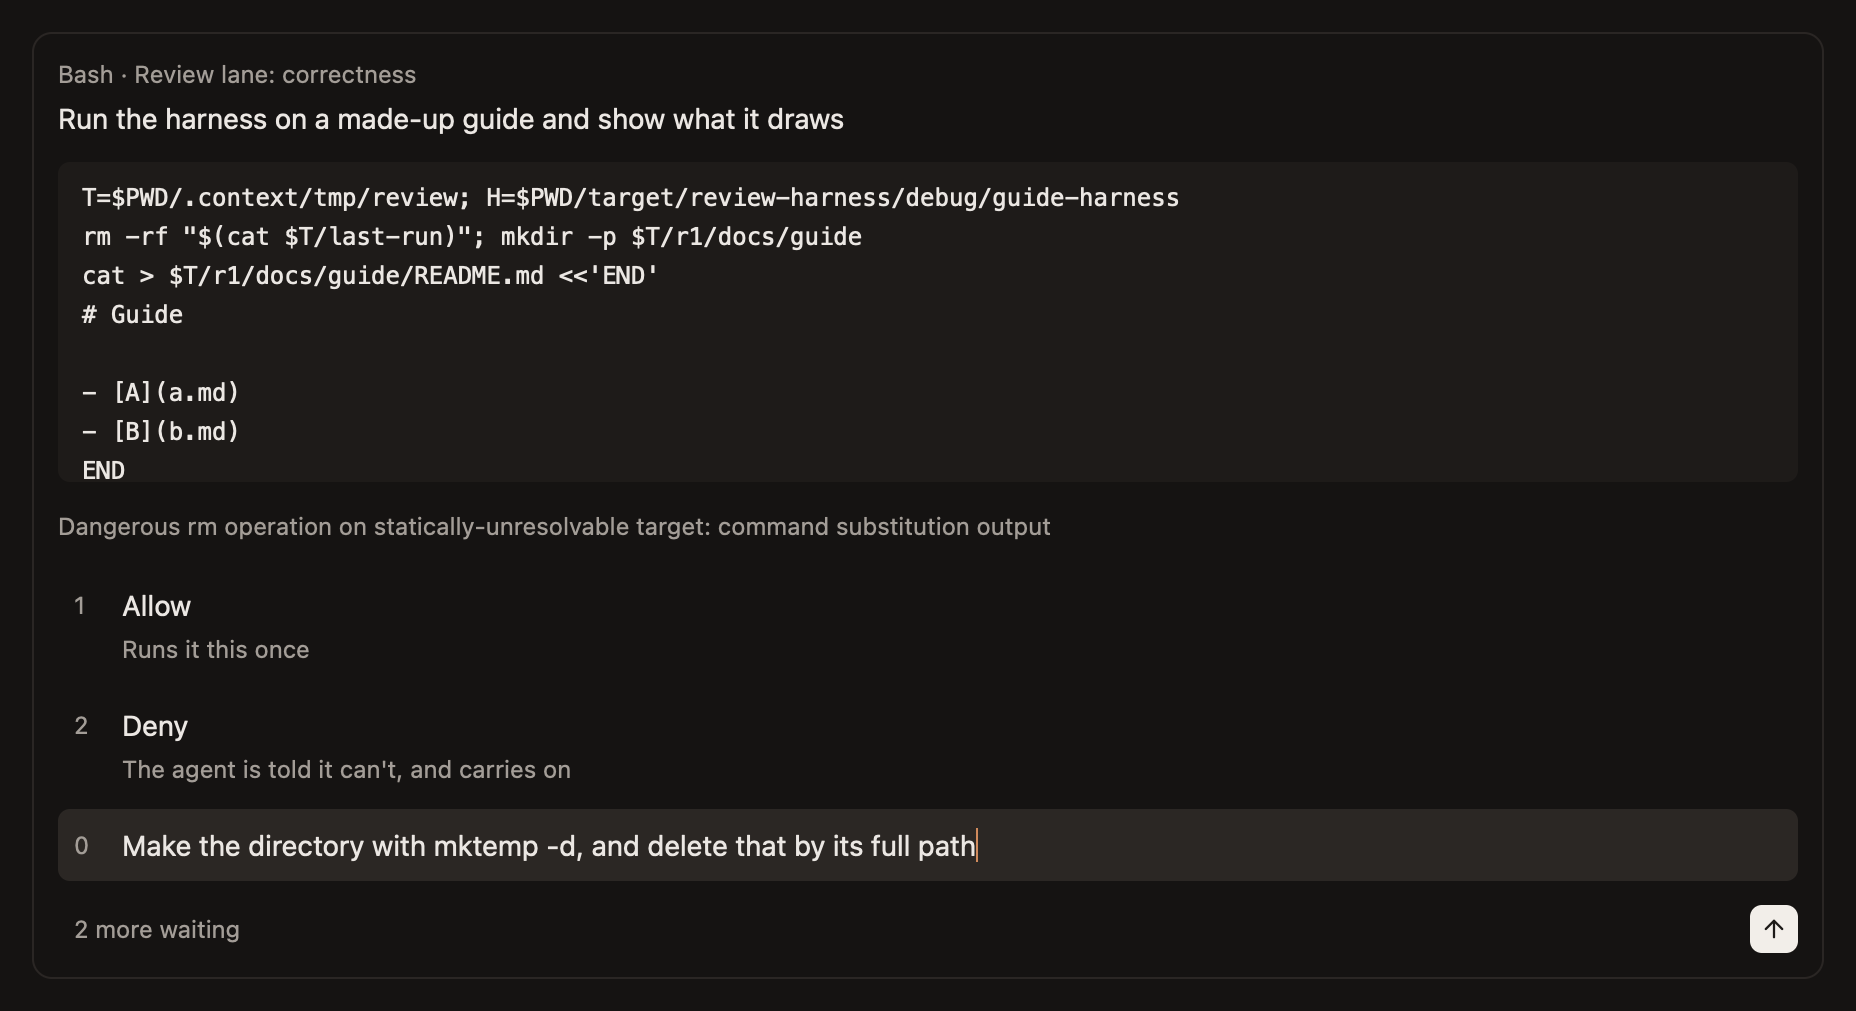 Bash · Review lane: correctness
Run the harness on a made-up guide and show what it draws
T=$PWD/.context/tmp/review; H=$PWD/target/review-harness/debug/guide-harness
rm -rf "$(cat $T/last-run)"; mkdir -p $T/r1/docs/guide
cat > $T/r1/docs/guide/README.md <<'END'
# Guide

- [A](a.md)
- [B](b.md)
END
Dangerous rm operation on statically-unresolvable target: command substitution output
1 Allow
Runs it this once
2 Deny
The agent is told it can't, and carries on
0 Make the directory with mktemp -d, and delete that by its full path
2 more waiting